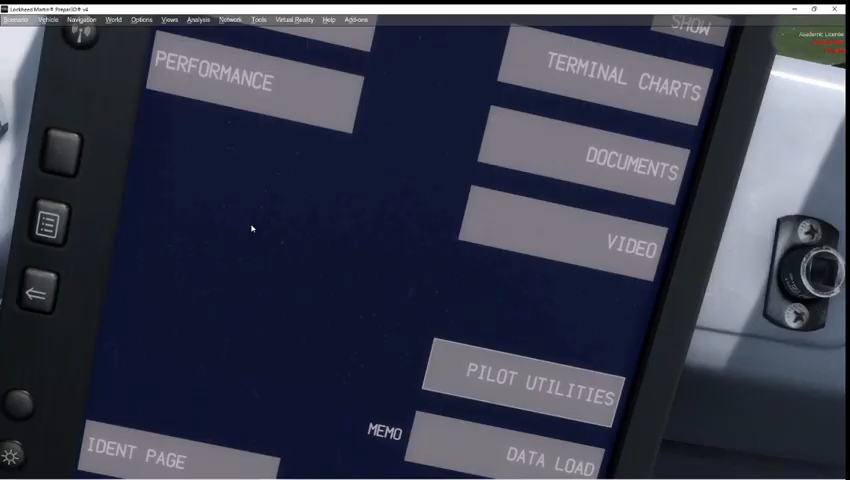 Lockheed Martin® Prepar3D® v4
Scenario Vehicle Navigation World Options Views Analysis Network Tools Virtual Reality Help Add-ons
Academic License
SHOW
PERFORMANCE
TERMINAL CHARTS
DOCUMENTS
VIDEO
PILOT UTILITIES
MEMO
IDENT PAGE
DATA LOAD